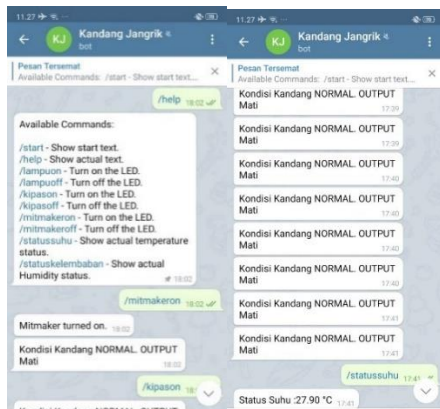 11.27
KJ
Kandang Jangrik
bot
Pesan Tersemat
Available Commands: /start - Show start text...
/help 18:02
Available Commands:
/start - Show start text.
/help - Show actual text.
/lampuon - Turn on the LED.
/lampuoff - Turn off the LED.
/kipason - Turn on the LED.
/kipasoff - Turn off the LED.
/mitmakeron - Turn on the LED.
/mitmakeroff - Turn off the LED.
/statussuhu - Show actual temperature
status.
/statuskelembaban - Show actual
Humidity status.
18:02
/mitmakeron 18:02
Mitmaker turned on. 18:02
Kondisi Kandang NORMAL. OUTPUT
Mati 18:02
/kipason 18:
11.27
KJ
Kandang Jangrik
bot
Pesan Tersemat
Available Commands: /start - Show start text...
Kondisi Kandang NORMAL. OUTPUT
Mati 17:39
Kondisi Kandang NORMAL. OUTPUT
Mati 17:39
Kondisi Kandang NORMAL. OUTPUT
Mati 17:40
Kondisi Kandang NORMAL. OUTPUT
Mati 17:40
Kondisi Kandang NORMAL. OUTPUT
Mati 17:40
Kondisi Kandang NORMAL. OUTPUT
Mati 17:40
Kondisi Kandang NORMAL. OUTPUT
Mati 17:41
Kondisi Kandang NORMAL. OUTPUT
Mati 17:41
/statussuhu 17:41
Status Suhu :27.90 °C 17:41